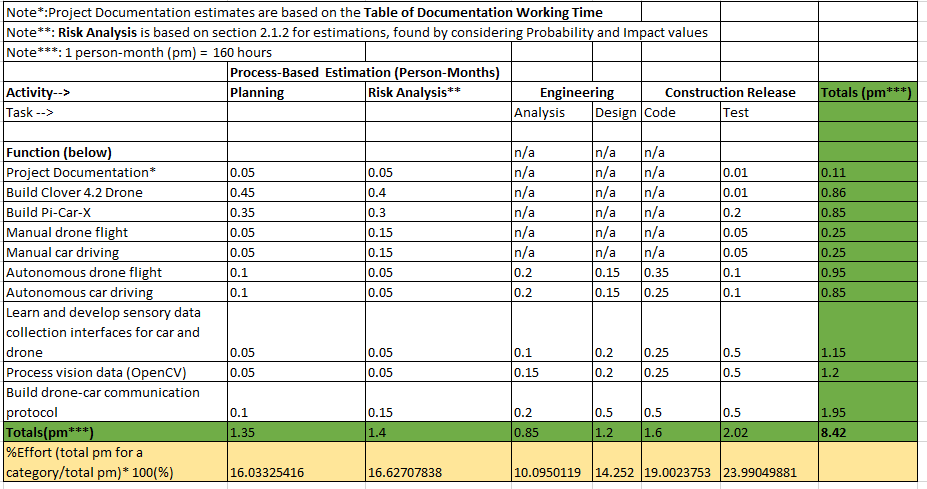 Note*:Project Documentation estimates are based on the Table of Documentation Working Time
Note**: Risk Analysis is based on section 2.1.2 for estimations, found by considering Probability and Impact values
Note***: 1 person-month (pm) = 160 hours
Process-Based Estimation (Person-Months)
Activity--> Planning Risk Analysis** Engineering Construction Release Totals (pm***)
Task --> Analysis Design Code Test
Function (below) n/a n/a n/a
Project Documentation* 0.05 0.05 n/a n/a n/a 0.01 0.11
Build Clover 4.2 Drone 0.45 0.4 n/a n/a n/a 0.01 0.86
Build Pi-Car-X 0.35 0.3 n/a n/a n/a 0.2 0.85
Manual drone flight 0.05 0.15 n/a n/a n/a 0.05 0.25
Manual car driving 0.05 0.15 n/a n/a n/a 0.05 0.25
Autonomous drone flight 0.1 0.05 0.2 0.15 0.35 0.1 0.95
Autonomous car driving 0.1 0.05 0.2 0.15 0.25 0.1 0.85
Learn and develop sensory data
collection interfaces for car and
drone 0.05 0.05 0.1 0.2 0.25 0.5 1.15
Process vision data (OpenCV) 0.05 0.05 0.15 0.2 0.25 0.5 1.2
Build drone-car communication
protocol 0.1 0.15 0.2 0.5 0.5 0.5 1.95
Totals(pm***) 1.35 1.4 0.85 1.2 1.6 2.02 8.42
%Effort (total pm for a
category/total pm)* 100(%) 16.03325416 16.62707838 10.0950119 14.252 19.0023753 23.99049881